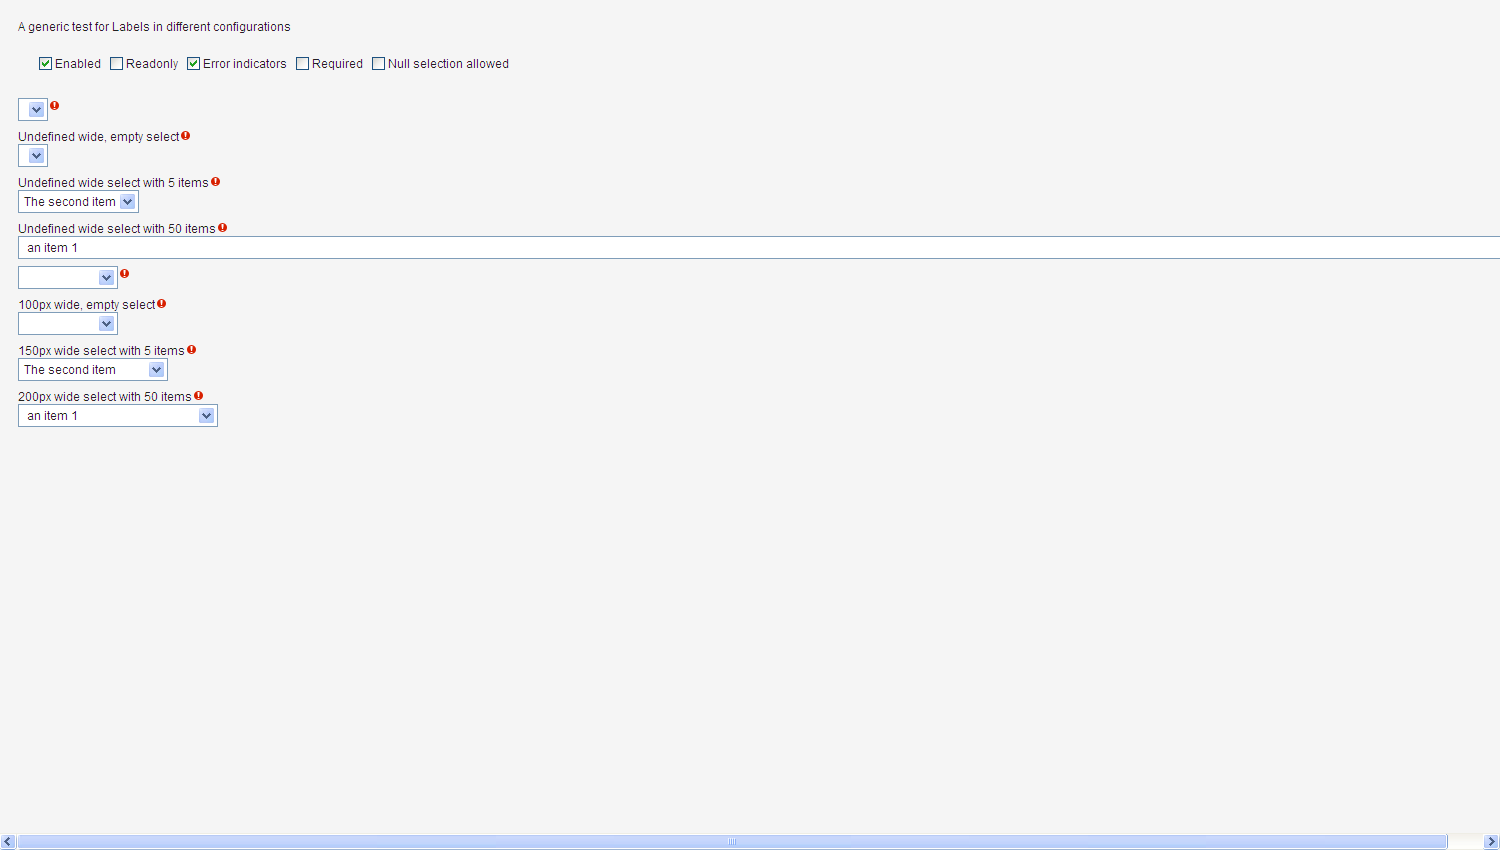 A generic test for Labels in different configurations
Enabled Readonly Error indicators Required Null selection allowed
Undefined wide, empty select
Undefined wide select with 5 items
The second item
Undefined wide select with 50 items
an item 1
100px wide, empty select
150px wide select with 5 items
The second item
200px wide select with 50 items
an item 1